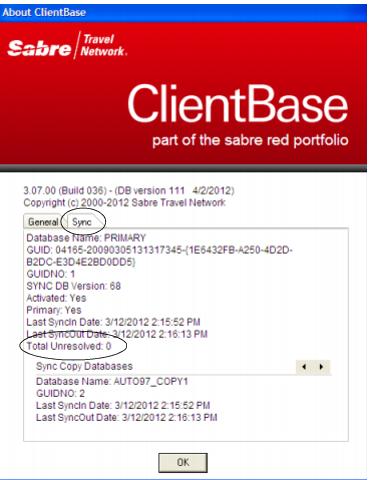 About ClientBase
Sabre Travel Network.
ClientBase
part of the sabre red portfolio
3.07.00 (Build 036) - (DB version 111 4/2/2012)
Copyright (c) 2000-2012 Sabre Travel Network
General Sync
Database Name: PRIMARY
GUID: 04165-20090305131317345-{1E6432FB-A250-4D2D-
B2DC-E3D4E2BD0DD5}
GUIDNO: 1
SYNC DB Version: 68
Activated: Yes
Primary: Yes
Last SyncIn Date: 3/12/2012 2:15:52 PM
Last SyncOut Date: 3/12/2012 2:16:13 PM
Total Unresolved: 0
Sync Copy Databases
Database Name: AUTO97_COPY1
GUIDNO: 2
Last SyncIn Date: 3/12/2012 2:15:52 PM
Last SyncOut Date: 3/12/2012 2:16:13 PM
OK